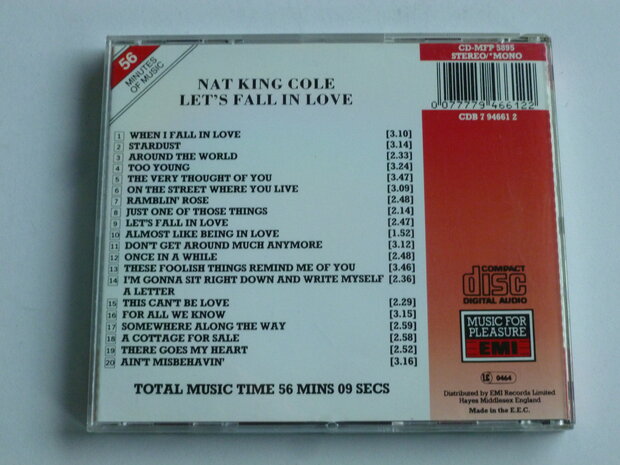 56
MINUTES
OF MUSIC
NAT KING COLE
LET'S FALL IN LOVE
CD-MFP 5895
STEREO/*MONO
0 077779 466122
CDB 7 94661 2
1 WHEN I FALL IN LOVE [3.10]
2 STARDUST [3.14]
3 AROUND THE WORLD [2.33]
4 TOO YOUNG [3.24]
5 THE VERY THOUGHT OF YOU [3.47]
6 ON THE STREET WHERE YOU LIVE [3.09]
7 RAMBLIN' ROSE [2.48]
8 JUST ONE OF THOSE THINGS [2.14]
9 LET'S FALL IN LOVE [2.47]
10 ALMOST LIKE BEING IN LOVE [1.52]
11 DON'T GET AROUND MUCH ANYMORE [3.12]
12 ONCE IN A WHILE [2.48]
13 THESE FOOLISH THINGS REMIND ME OF YOU [3.46]
14 I'M GONNA SIT RIGHT DOWN AND WRITE MYSELF [2.36]
A LETTER
15 THIS CAN'T BE LOVE [2.29]
16 FOR ALL WE KNOW [3.15]
17 SOMEWHERE ALONG THE WAY [2.59]
18 A COTTAGE FOR SALE [2.58]
19 THERE GOES MY HEART [2.52]
20 AIN'T MISBEHAVIN' [3.16]
TOTAL MUSIC TIME 56 MINS 09 SECS
COMPACT
disc
DIGITAL AUDIO
MUSIC FOR
PLEASURE
EMI
LC 0464
Distributed by EMI Records Limited
Hayes Middlesex England
Made in the E.E.C.